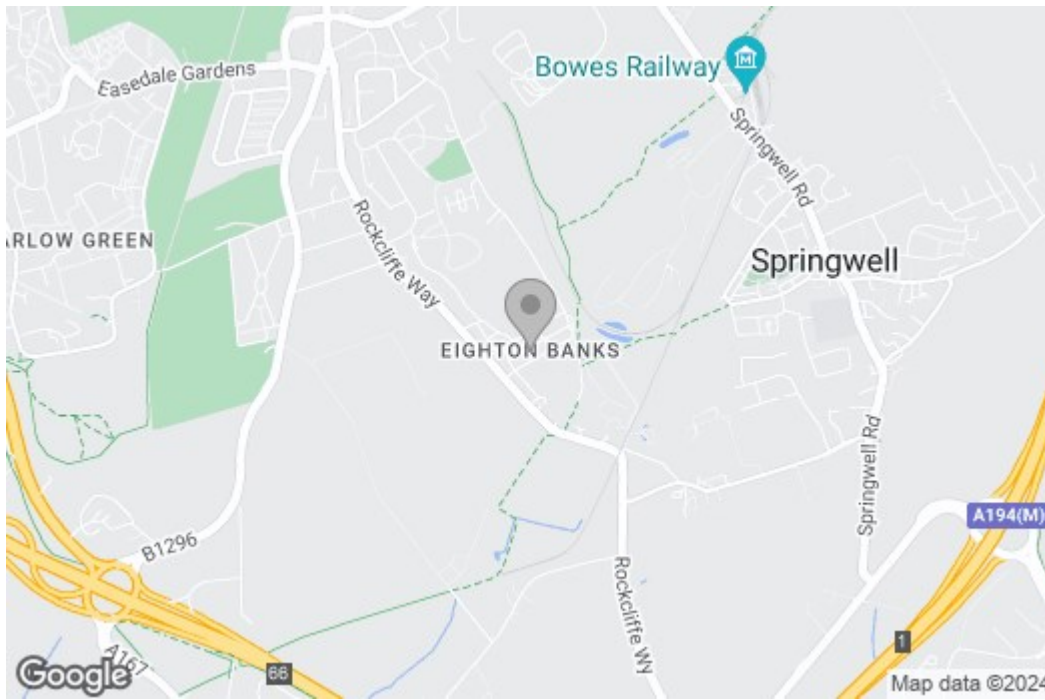 Easedale Gardens
Bowes Railway
Springwell Rd
ARLOW GREEN
Rockcliffe Way
Springwell
EIGHTON BANKS
Springwell Rd
A194(M)
B1296
Rockcliffe Wy
A167
66
1
Google
Map data ©2024